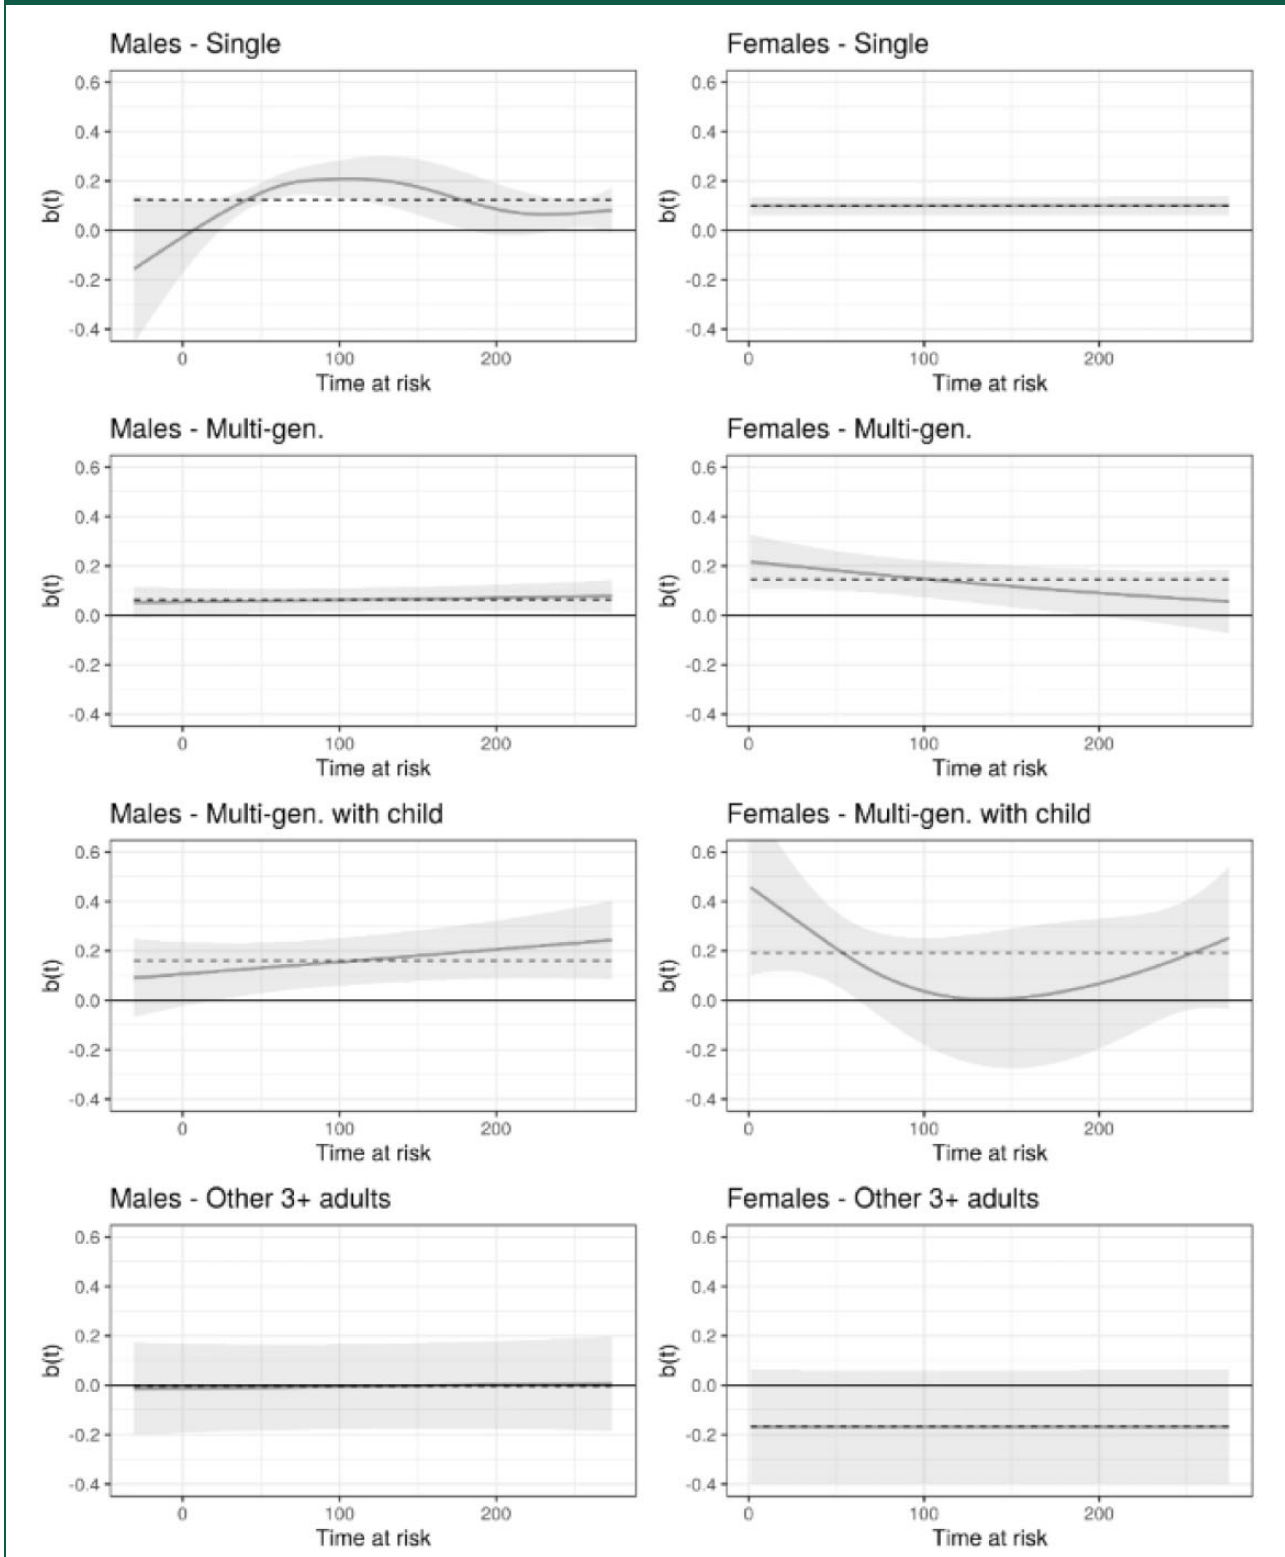 Males - Single
Females - Single
0.6
0.4
0.2
0.0
-0.2
-0.4
b(t)
0 100 200
Time at risk
0.6
0.4
0.2
0.0
-0.2
-0.4
b(t)
0 100 200
Time at risk
Males - Multi-gen.
Females - Multi-gen.
0.6
0.4
0.2
0.0
-0.2
-0.4
b(t)
0 100 200
Time at risk
0.6
0.4
0.2
0.0
-0.2
-0.4
b(t)
0 100 200
Time at risk
Males - Multi-gen. with child
Females - Multi-gen. with child
0.6
0.4
0.2
0.0
-0.2
-0.4
b(t)
0 100 200
Time at risk
0.6
0.4
0.2
0.0
-0.2
-0.4
b(t)
0 100 200
Time at risk
Males - Other 3+ adults
Females - Other 3+ adults
0.6
0.4
0.2
0.0
-0.2
-0.4
b(t)
0 100 200
Time at risk
0.6
0.4
0.2
0.0
-0.2
-0.4
b(t)
0 100 200
Time at risk